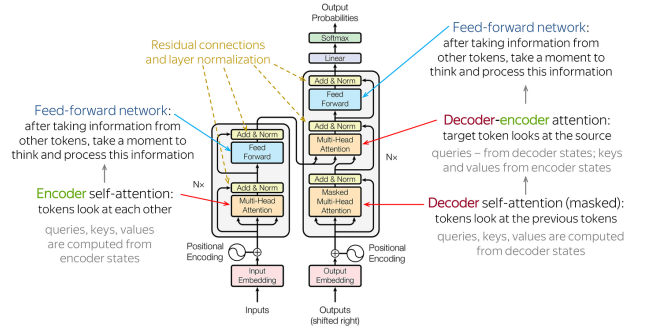 Output
Probabilities
Softmax
Linear
Add & Norm
Feed
Forward
Add & Norm
Multi-Head
Attention
Nx
Add & Norm
Masked
Multi-Head
Attention
Positional
Encoding
Output
Embedding
Outputs
(shifted right)
Residual connections
and layer normalization
Feed-forward network:
after taking information from
other tokens, take a moment to
think and process this information
Add & Norm
Feed
Forward
Nx
Add & Norm
Multi-Head
Attention
Encoder self-attention:
tokens look at each other
queries, keys, values
are computed from
encoder states
Positional
Encoding
Input
Embedding
Inputs
Feed-forward network:
after taking information from
other tokens, take a moment to
think and process this information
Decoder-encoder attention:
target token looks at the source
queries – from decoder states; keys
and values from encoder states
Decoder self-attention (masked):
tokens look at the previous tokens
queries, keys, values are computed
from decoder states